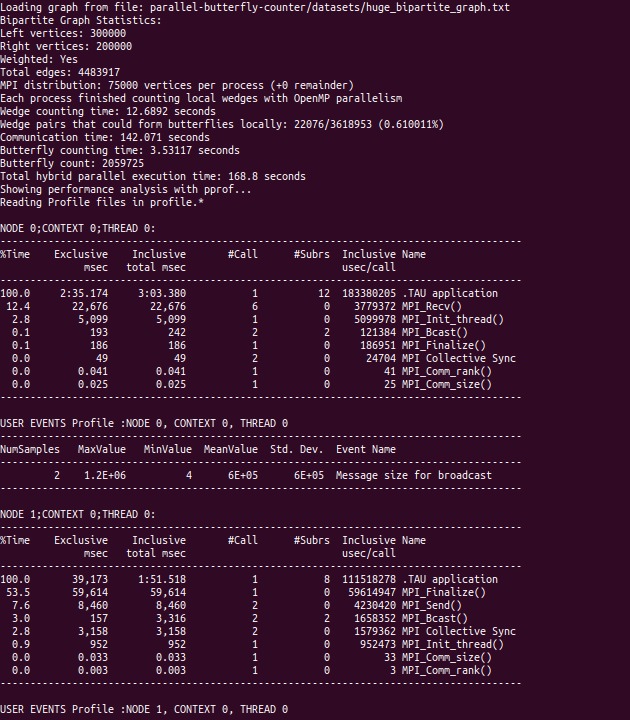 Loading graph from file: parallel-butterfly-counter/datasets/huge_bipartite_graph.txt
Bipartite Graph Statistics:
Left vertices: 300000
Right vertices: 200000
Weighted: Yes
Total edges: 4483917
MPI distribution: 75000 vertices per process (+0 remainder)
Each process finished counting local wedges with OpenMP parallelism
Wedge counting time: 12.6892 seconds
Wedge pairs that could form butterflies locally: 22076/3618953 (0.610011%)
Communication time: 142.071 seconds
Butterfly counting time: 3.53117 seconds
Butterfly count: 2059725
Total hybrid parallel execution time: 168.8 seconds
Showing performance analysis with pprof...
Reading Profile files in profile.*

NODE 0;CONTEXT 0;THREAD 0:
---------------------------------------------------------------------------------------
%Time    Exclusive    Inclusive       #Call      #Subrs  Inclusive Name
              msec   total msec                          usec/call
---------------------------------------------------------------------------------------
100.0     2:35.174     3:03.380           1          12  183380205 .TAU application
 12.4       22,676       22,676           6           0    3779372 MPI_Recv()
  2.8        5,099        5,099           1           0    5099978 MPI_Init_thread()
  0.1          193          242           2           2     121384 MPI_Bcast()
  0.1          186          186           1           0     186951 MPI_Finalize()
  0.0           49           49           2           0      24704 MPI Collective Sync
  0.0        0.041        0.041           1           0         41 MPI_Comm_rank()
  0.0        0.025        0.025           1           0         25 MPI_Comm_size()
---------------------------------------------------------------------------------------

USER EVENTS Profile :NODE 0, CONTEXT 0, THREAD 0
---------------------------------------------------------------------------------------
NumSamples   MaxValue   MinValue  MeanValue  Std. Dev.  Event Name
---------------------------------------------------------------------------------------
         2    1.2E+06          4      6E+05      6E+05  Message size for broadcast
---------------------------------------------------------------------------------------

NODE 1;CONTEXT 0;THREAD 0:
---------------------------------------------------------------------------------------
%Time    Exclusive    Inclusive       #Call      #Subrs  Inclusive Name
              msec   total msec                          usec/call
---------------------------------------------------------------------------------------
100.0       39,173     1:51.518           1           8  111518278 .TAU application
 53.5       59,614       59,614           1           0   59614947 MPI_Finalize()
  7.6        8,460        8,460           2           0    4230420 MPI_Send()
  3.0          157        3,316           2           2    1658352 MPI_Bcast()
  2.8        3,158        3,158           2           0    1579362 MPI Collective Sync
  0.9          952          952           1           0     952473 MPI_Init_thread()
  0.0        0.033        0.033           1           0         33 MPI_Comm_size()
  0.0        0.003        0.003           1           0          3 MPI_Comm_rank()
---------------------------------------------------------------------------------------

USER EVENTS Profile :NODE 1, CONTEXT 0, THREAD 0